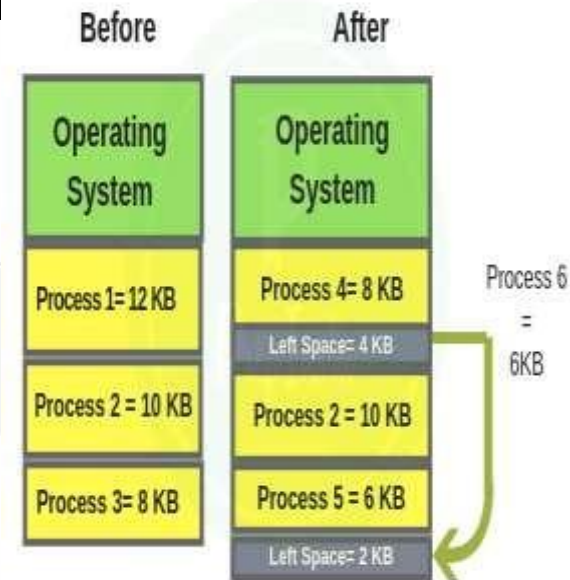 Before
After
Operating
System
Process 1= 12 KB
Process 2 = 10 KB
Process 3= 8 KB
Operating
System
Process 4= 8 KB
Left Space= 4 KB
Process 2 = 10 KB
Process 5 = 6 KB
Left Space= 2 KB
Process 6
=
6KB